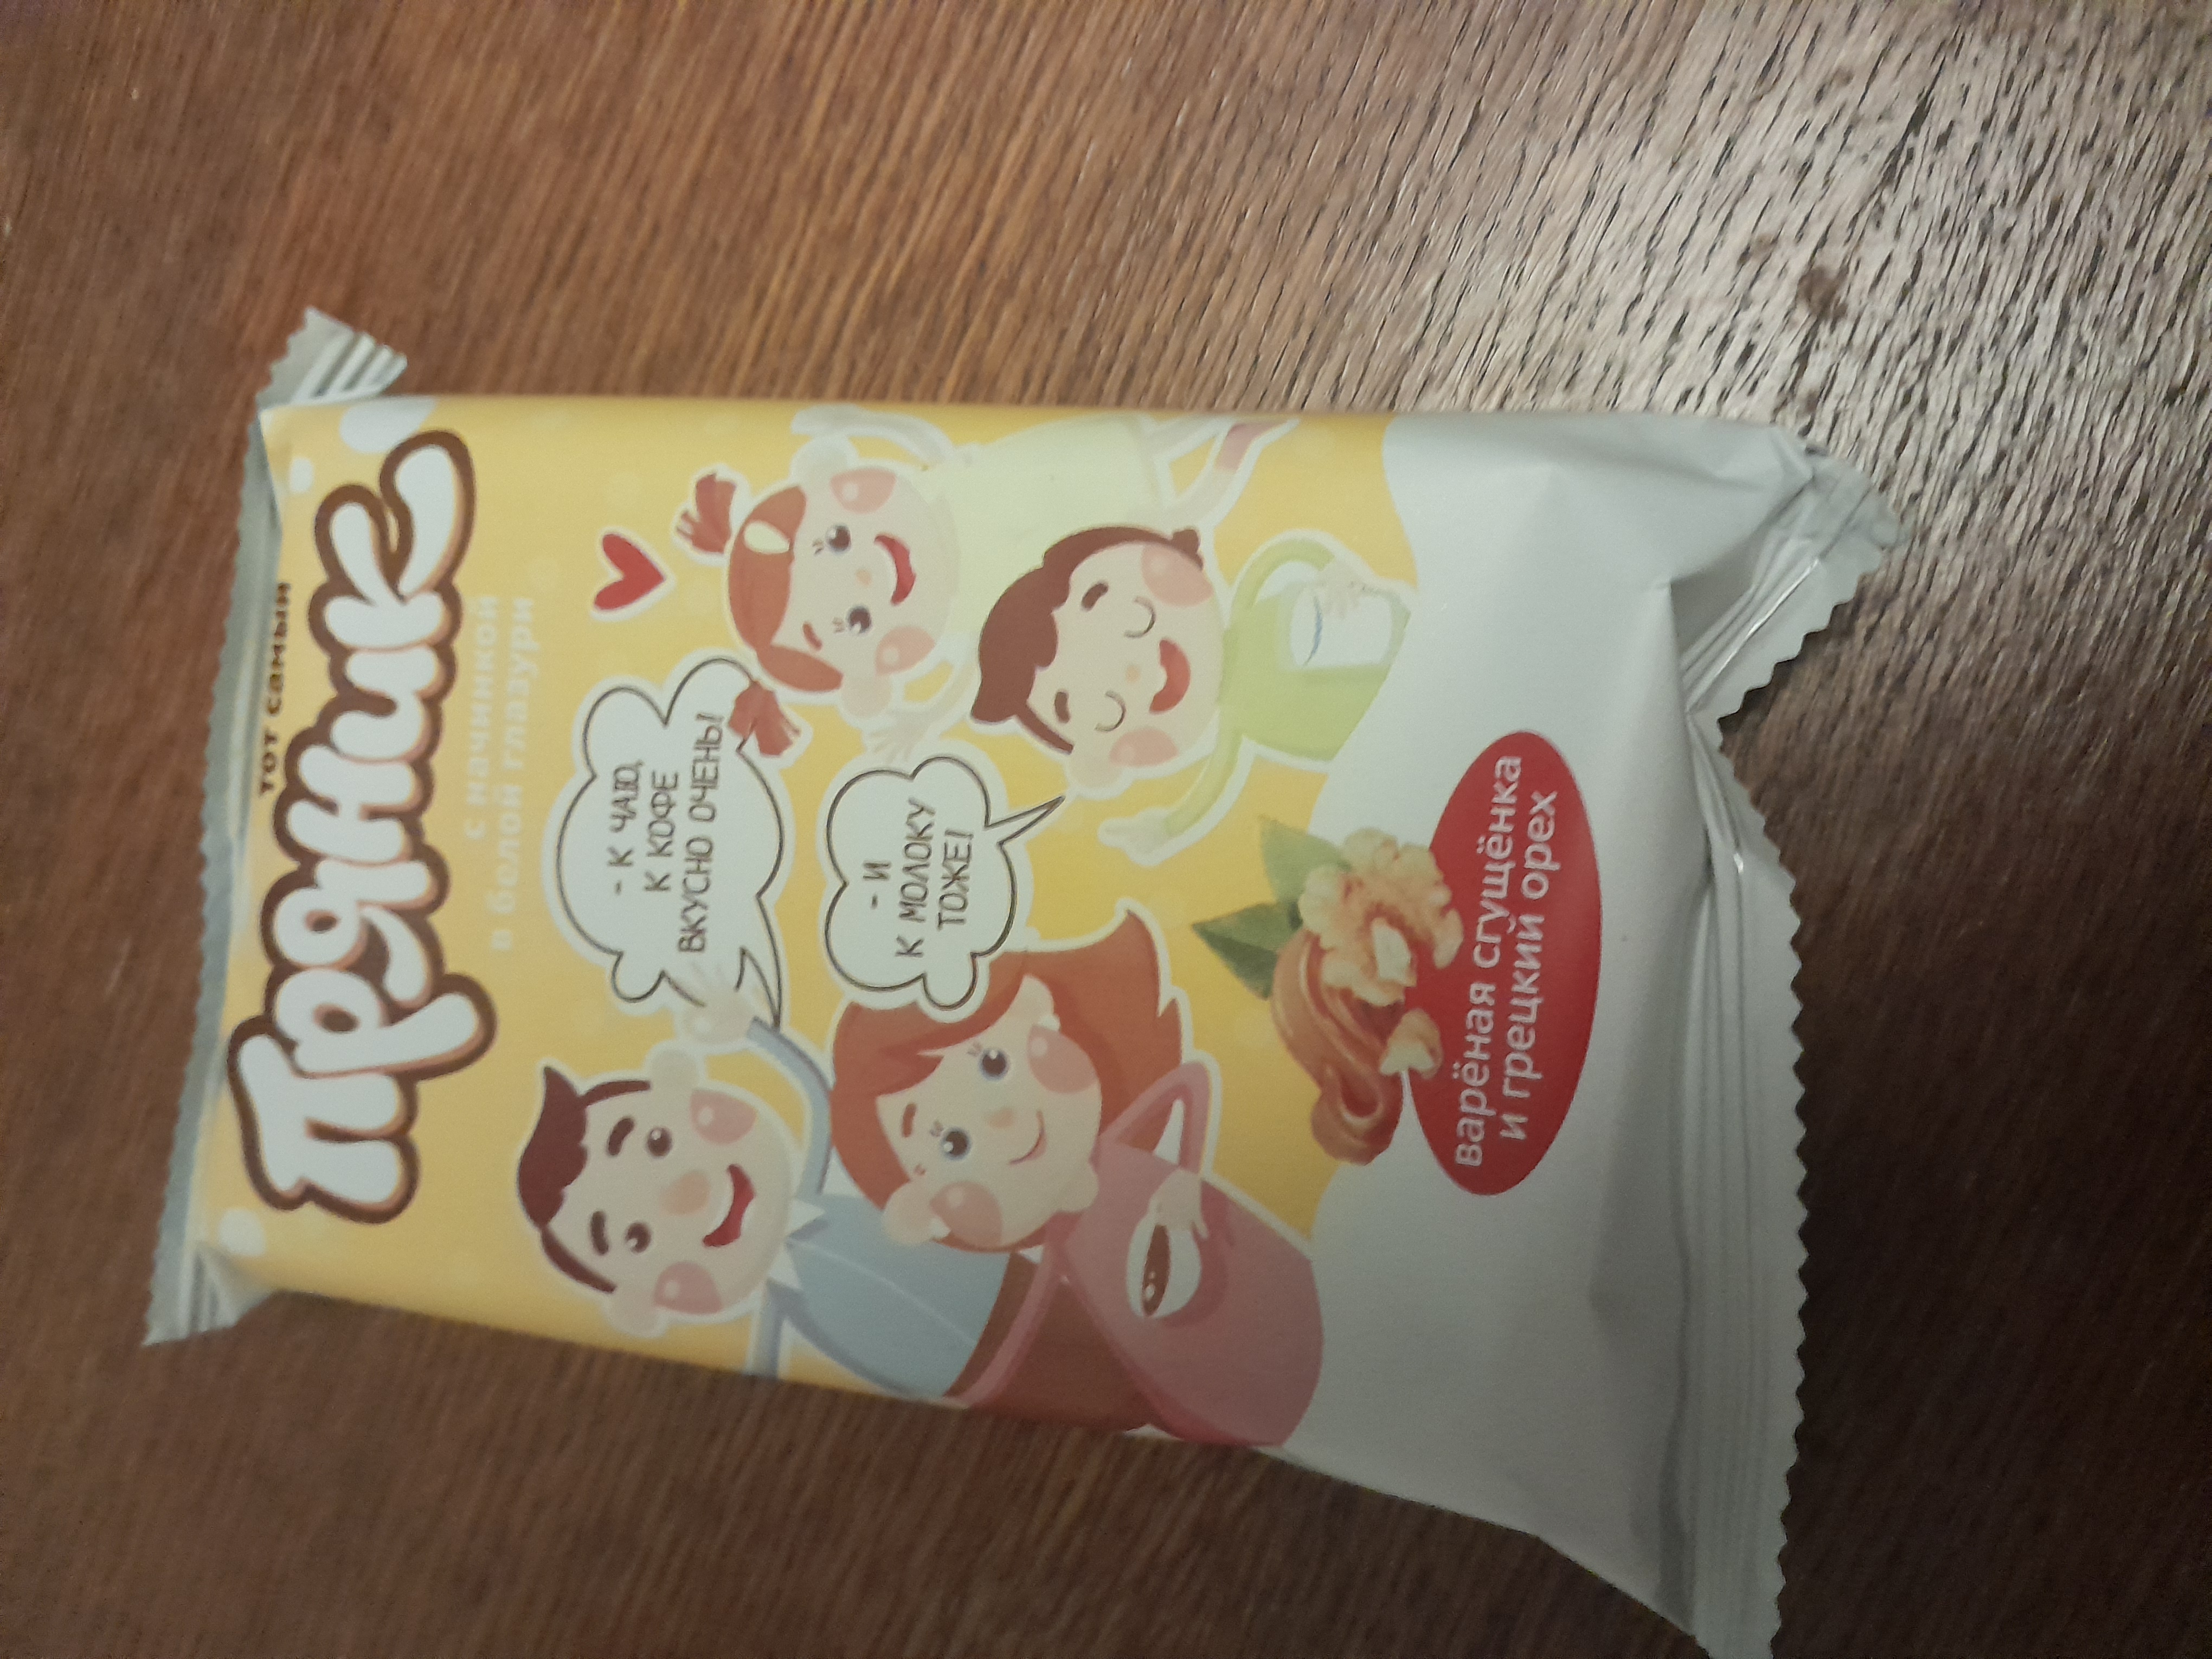 тот самый
Пряник
с начинкой
в белой глазури
- К ЧАЮ,
К КОФЕ
ВКУСНО ОЧЕНЬ!
- И
К МОЛОКУ
ТОЖЕ!
варёная сгущёнка
и грецкий орех